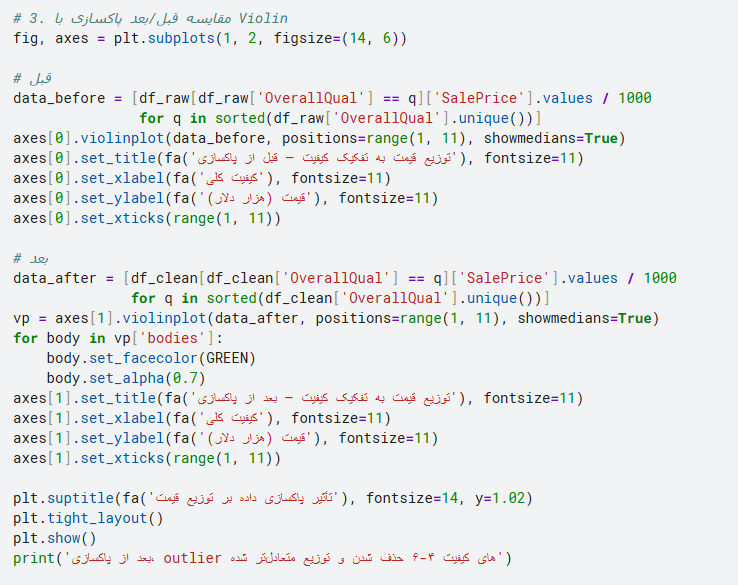 # 3. مقایسه قبل/بعد پاکسازی با Violin
fig, axes = plt.subplots(1, 2, figsize=(14, 6))
# قبل
data_before = [df_raw[df_raw['OverallQual'] == q]['SalePrice'].values / 1000
for q in sorted(df_raw['OverallQual'].unique())]
axes[0].violinplot(data_before, positions=range(1, 11), showmedians=True)
axes[0].set_title(fa('توزیع قیمت به تفکیک کیفیت — قبل از پاکسازی'), fontsize=11)
axes[0].set_xlabel(fa('کیفیت کلی'), fontsize=11)
axes[0].set_ylabel(fa('قیمت (هزار دلار)'), fontsize=11)
axes[0].set_xticks(range(1, 11))
# بعد
data_after = [df_clean[df_clean['OverallQual'] == q]['SalePrice'].values / 1000
for q in sorted(df_clean['OverallQual'].unique())]
vp = axes[1].violinplot(data_after, positions=range(1, 11), showmedians=True)
for body in vp['bodies']:
body.set_facecolor(GREEN)
body.set_alpha(0.7)
axes[1].set_title(fa('توزیع قیمت به تفکیک کیفیت — بعد از پاکسازی'), fontsize=11)
axes[1].set_xlabel(fa('کیفیت کلی'), fontsize=11)
axes[1].set_ylabel(fa('قیمت (هزار دلار)'), fontsize=11)
axes[1].set_xticks(range(1, 11))
plt.suptitle(fa('تأثیر پاکسازی داده بر توزیع قیمت'), fontsize=14, y=1.02)
plt.tight_layout()
plt.show()
print('بعد از پاکسازی، outlier های کیفیت ۴-۶ حذف شدن و توزیع متعادل‌تر شده')